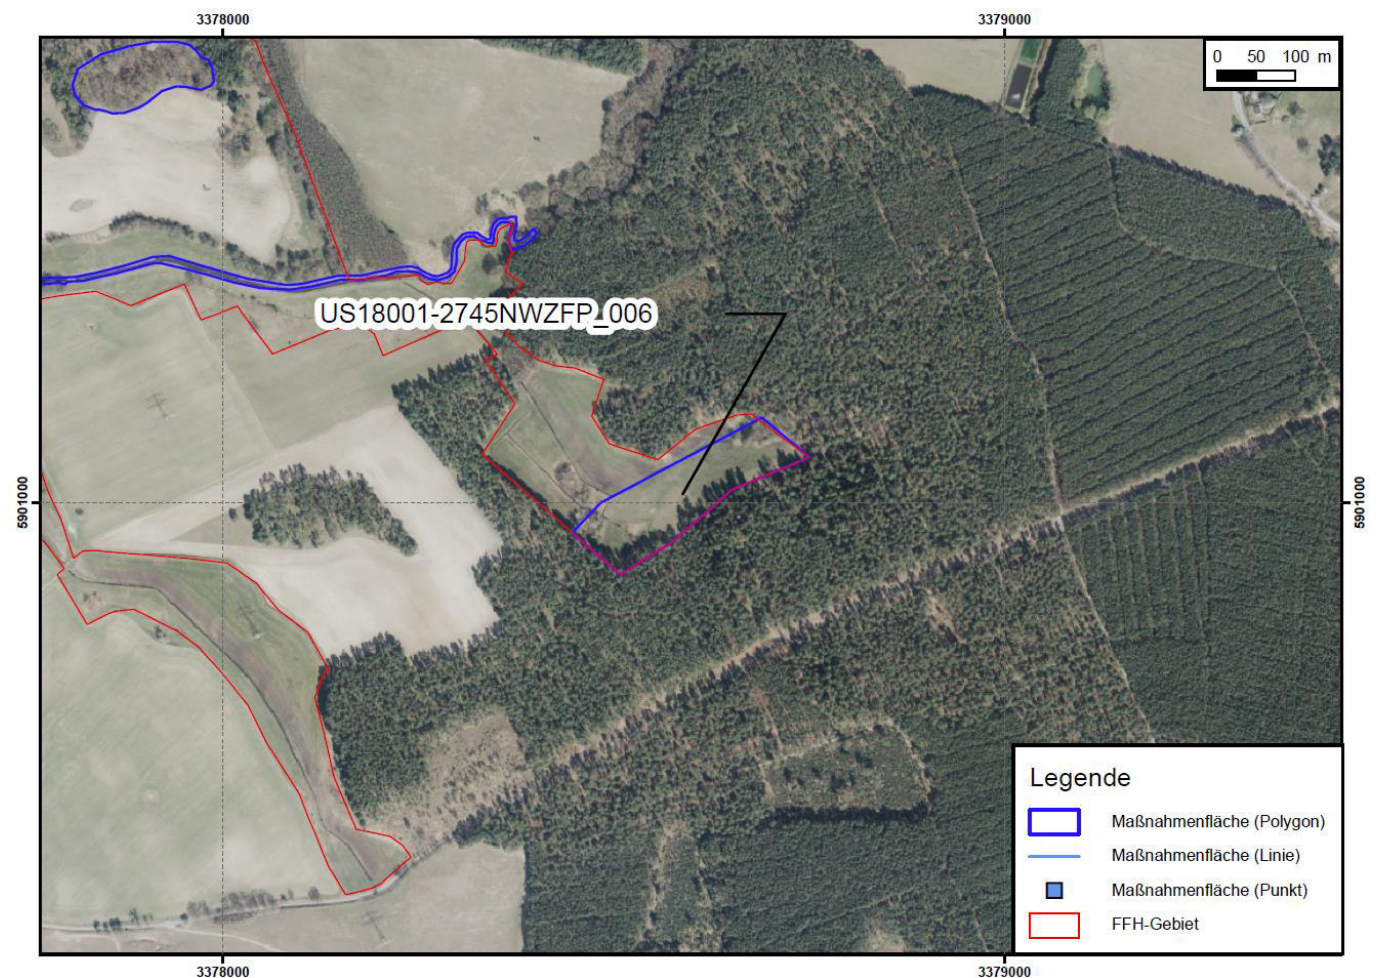 3378000
3379000
0 50 100 m
US18001-2745NWZFP_006
5901000
5901000
Legende
Maßnahmenfläche (Polygon)
Maßnahmenfläche (Linie)
Maßnahmenfläche (Punkt)
FFH-Gebiet
3378000
3379000